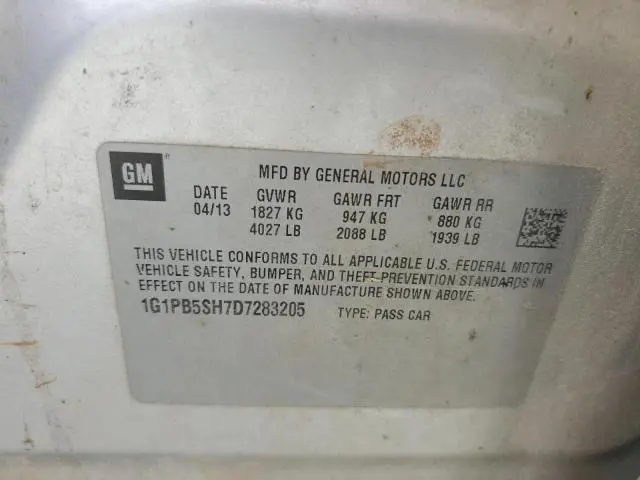 GM
MFD BY GENERAL MOTORS LLC
DATE GVWR GAWR FRT GAWR RR
04/13 1827 KG 947 KG 880 KG
4027 LB 2088 LB 1939 LB
THIS VEHICLE CONFORMS TO ALL APPLICABLE U.S. FEDERAL MOTOR
VEHICLE SAFETY, BUMPER, AND THEFT PREVENTION STANDARDS IN
EFFECT ON THE DATE OF MANUFACTURE SHOWN ABOVE.
1G1PB5SH7D7283205 TYPE: PASS CAR